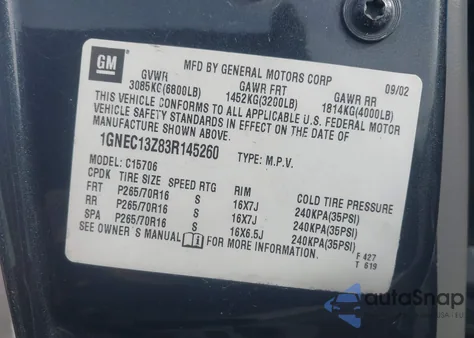 GM
MFD BY GENERAL MOTORS CORP
09/02
GVWR GAWR FRT GAWR RR
3085KG(6800LB) 1452KG(3200LB) 1814KG(4000LB)
THIS VEHICLE CONFORMS TO ALL APPLICABLE U.S. FEDERAL MOTOR
VEHICLE SAFETY STANDARDS IN EFFECT ON THE DATE OF
MANUFACTURE SHOWN ABOVE.
1GNEC13Z83R145260 TYPE: M.P.V.
MODEL: C15706
CPDK TIRE SIZE SPEED RTG RIM COLD TIRE PRESSURE
FRT P265/70R16 S 16X7J 240KPA(35PSI)
RR P265/70R16 S 16X7J 240KPA(35PSI)
SPA P265/70R16 S 16X6.5J 240KPA(35PSI)
SEE OWNER'S MANUAL FOR MORE INFORMATION.
F 427
T 619
autoSnap